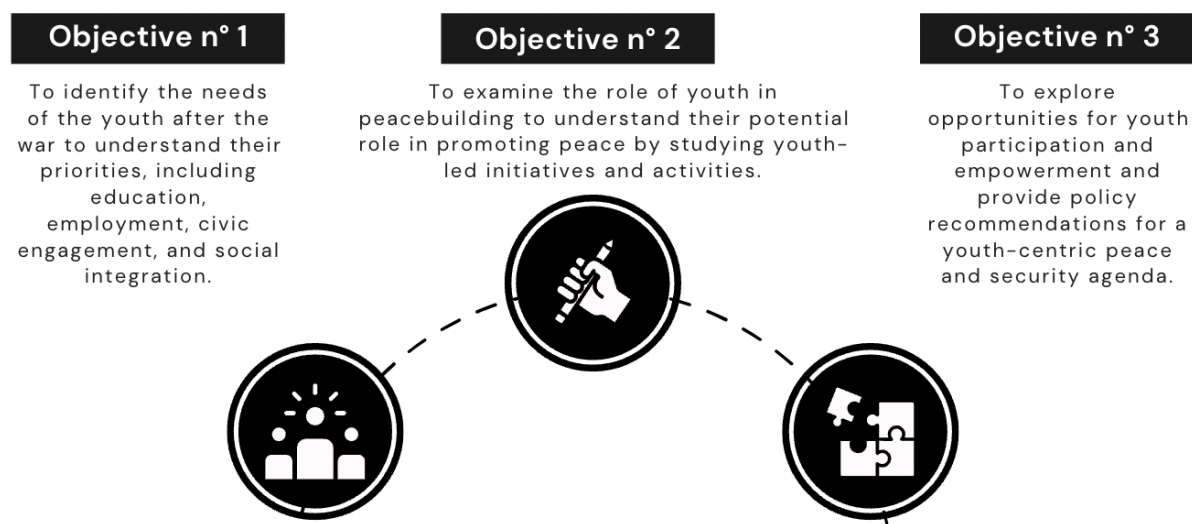 Objective n° 1
To identify the needs
of the youth after the
war to understand their
priorities, including
education,
employment, civic
engagement, and social
integration.
Objective n° 2
To examine the role of youth in
peacebuilding to understand their potential
role in promoting peace by studying youth-
led initiatives and activities.
Objective n° 3
To explore
opportunities for youth
participation and
empowerment and
provide policy
recommendations for a
youth-centric peace
and security agenda.